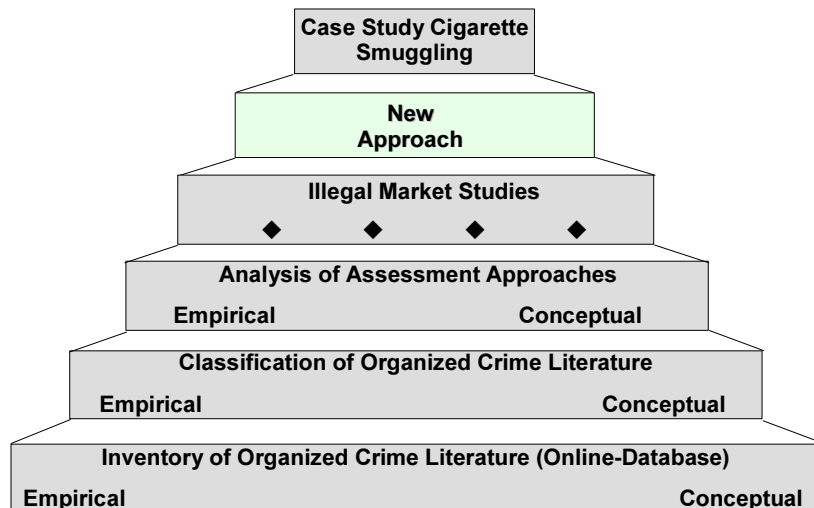 Case Study Cigarette
Smuggling
New
Approach
Illegal Market Studies
Analysis of Assessment Approaches
Empirical Conceptual
Classification of Organized Crime Literature
Empirical Conceptual
Inventory of Organized Crime Literature (Online-Database)
Empirical Conceptual